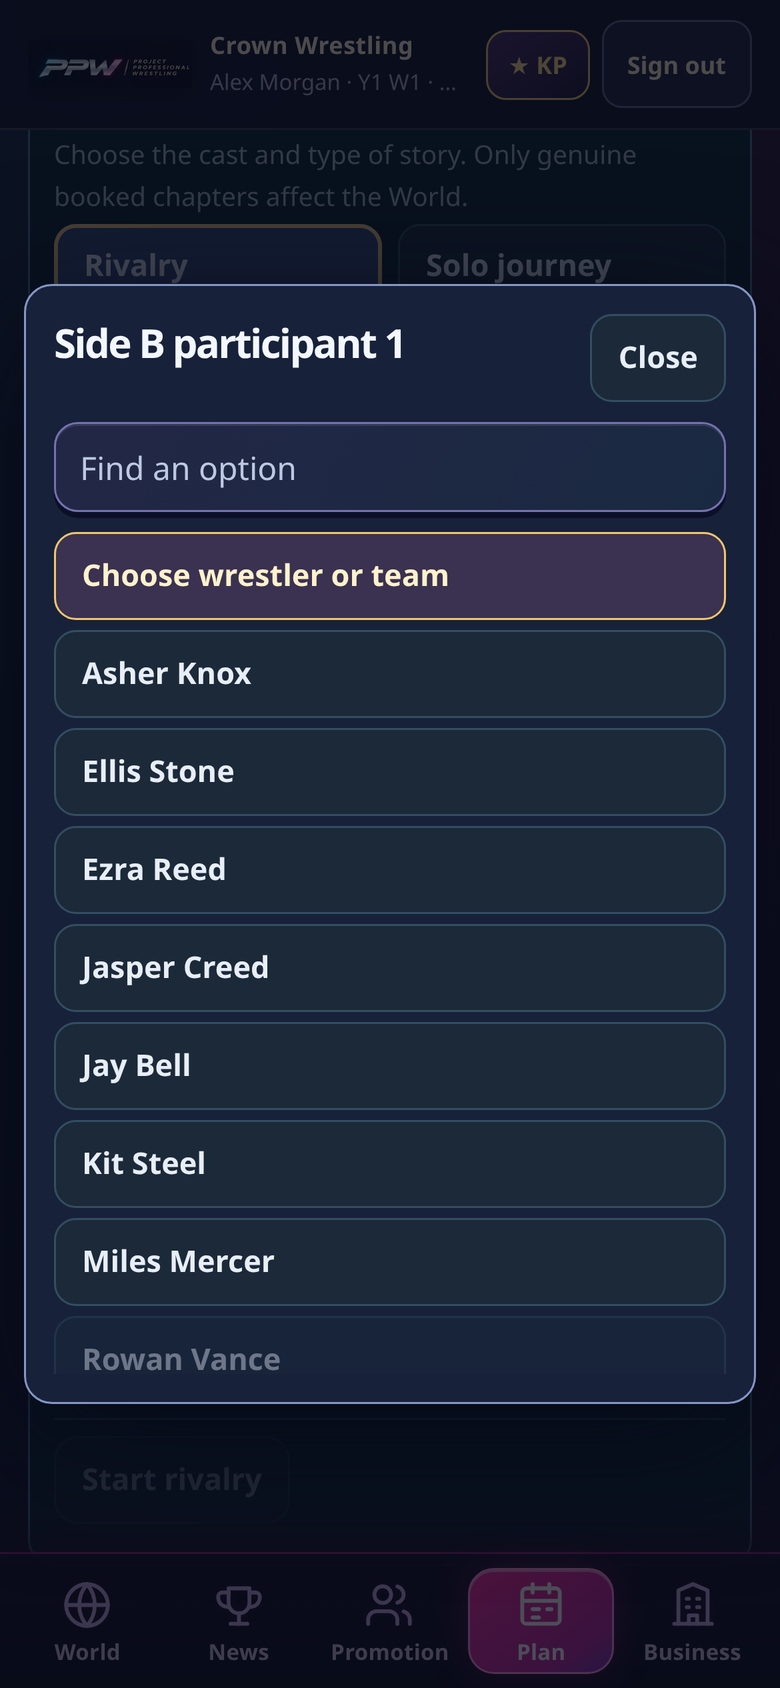 PPW PROJECT PROFESSIONAL WRESTLING
Crown Wrestling
Alex Morgan · Y1 W1 · ...
★ KP
Sign out
Choose the cast and type of story. Only genuine
booked chapters affect the World.
Rivalry
Solo journey
Side B participant 1
Close
Find an option
Choose wrestler or team
Asher Knox
Ellis Stone
Ezra Reed
Jasper Creed
Jay Bell
Kit Steel
Miles Mercer
Rowan Vance
Start rivalry
World
News
Promotion
Plan
Business